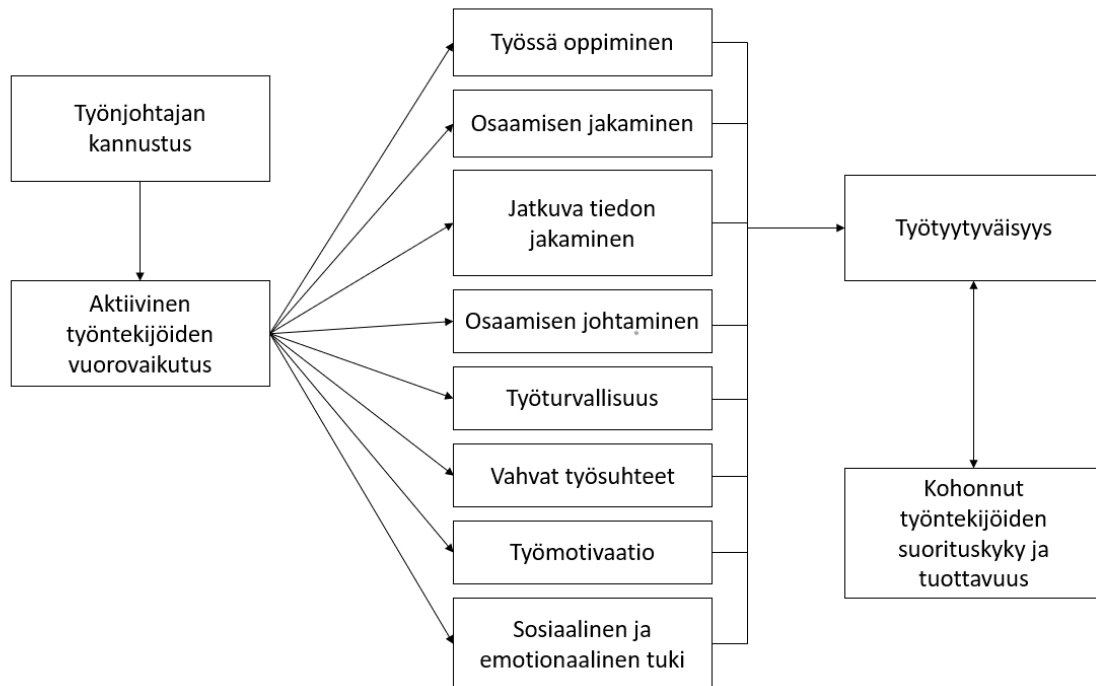 Työnjohtajan
kannustus
Aktiivinen
työntekijöiden
vuorovaikutus
Työssä oppiminen
Osaamisen jakaminen
Jatkuva tiedon
jakaminen
Osaamisen johtaminen
Työturvallisuus
Vahvat työsuhteet
Työmotivaatio
Sosiaalinen ja
emotionaalinen tuki
Työtyytyväisyys
Kohonnut
työntekijöiden
suorituskyky ja
tuottavuus